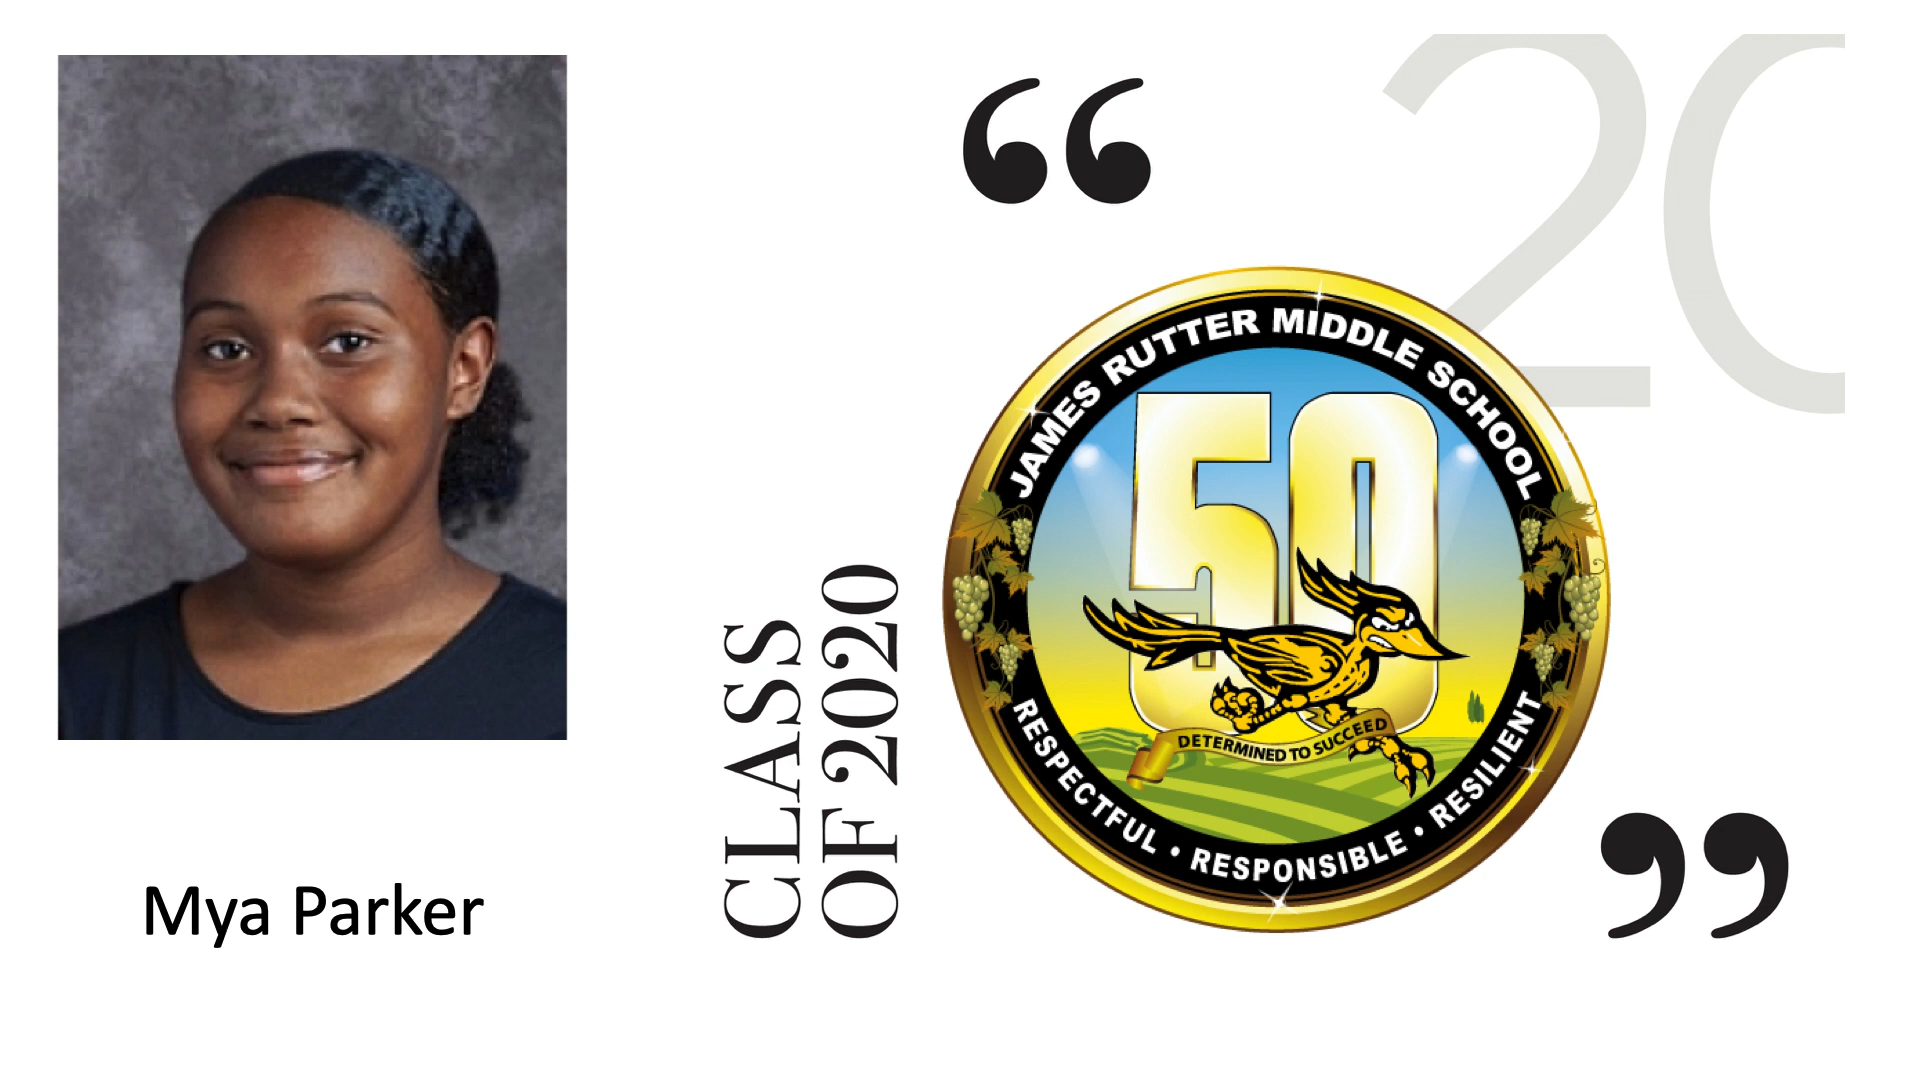 Mya Parker
CLASS
OF 2020
“
20
JAMES RUTTER MIDDLE SCHOOL
50
DETERMINED TO SUCCEED
RESPECTFUL • RESPONSIBLE • RESILIENT
”